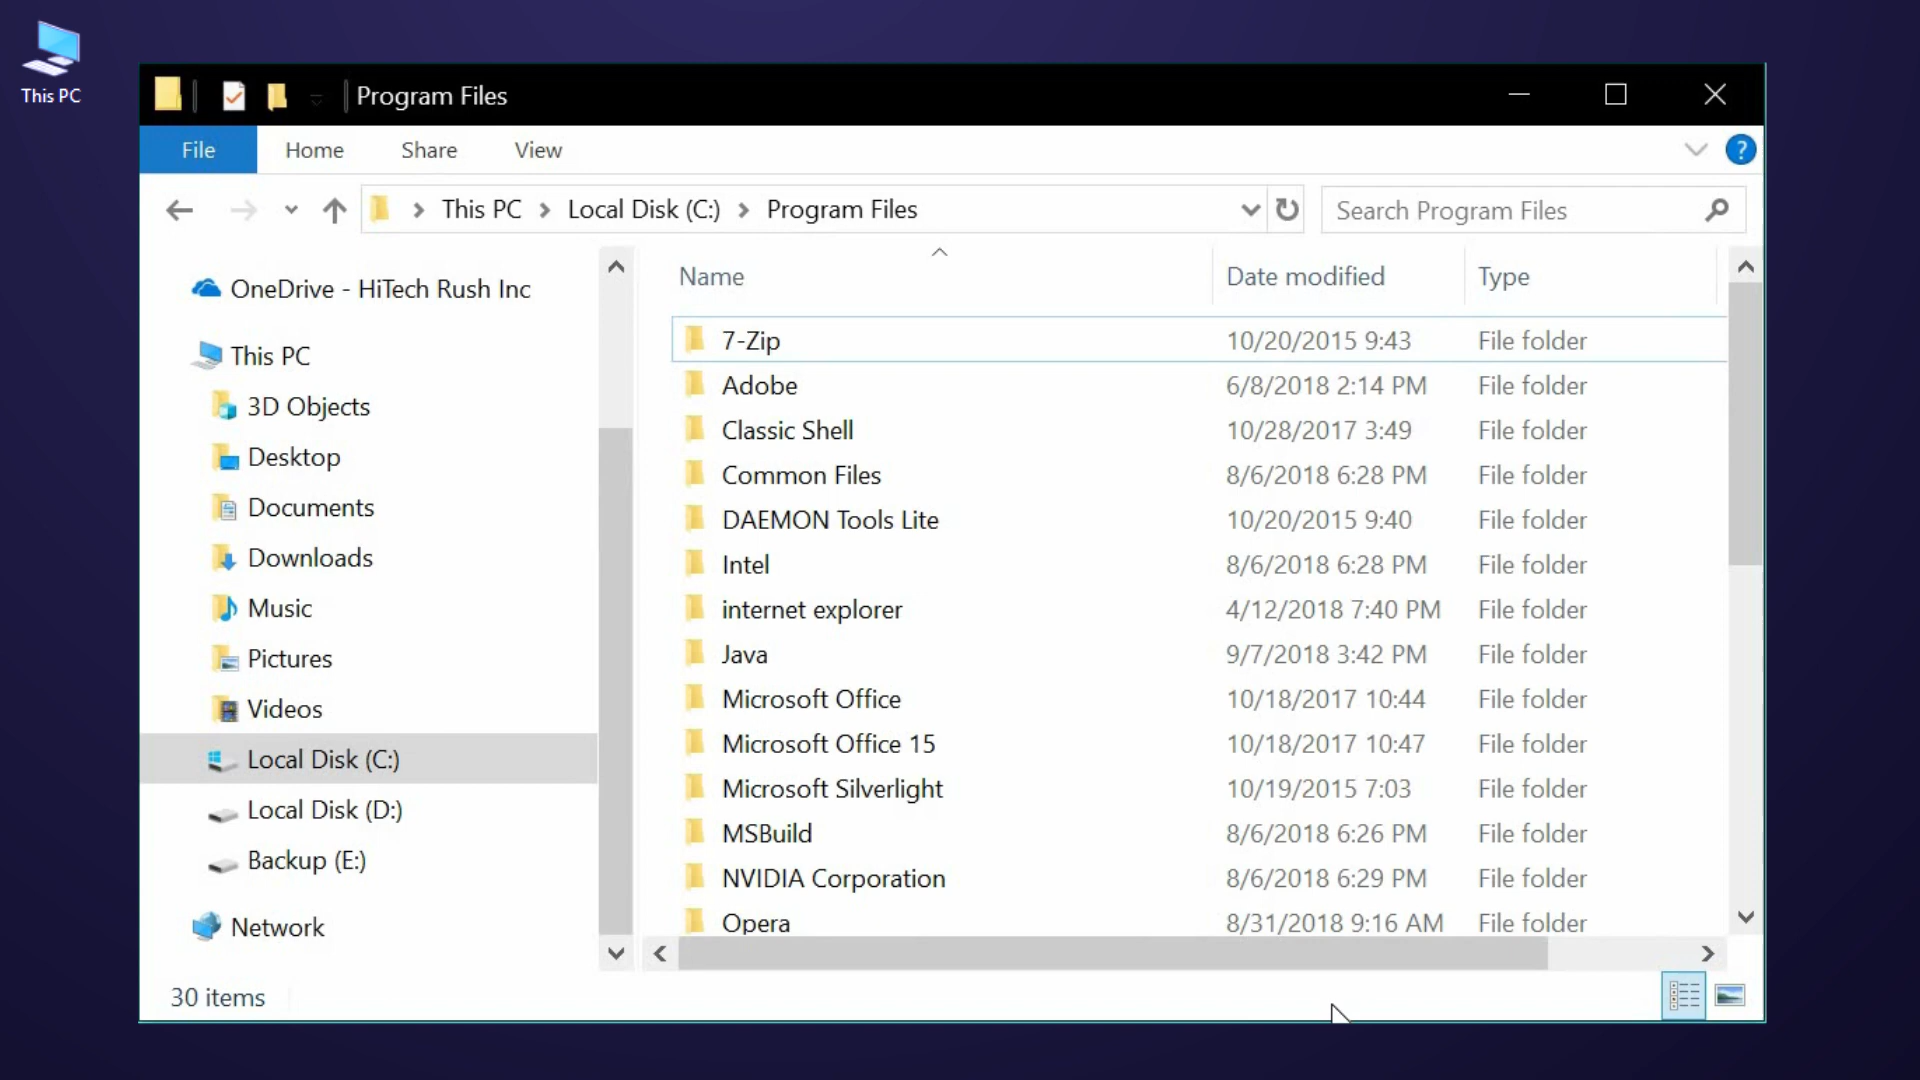 This PC
Program Files
File Home Share View
?
This PC Local Disk (C:) Program Files
Search Program Files
OneDrive - HiTech Rush Inc
This PC
3D Objects
Desktop
Documents
Downloads
Music
Pictures
Videos
Local Disk (C:)
Local Disk (D:)
Backup (E:)
Network
Name Date modified Type
7-Zip 10/20/2015 9:43 File folder
Adobe 6/8/2018 2:14 PM File folder
Classic Shell 10/28/2017 3:49 File folder
Common Files 8/6/2018 6:28 PM File folder
DAEMON Tools Lite 10/20/2015 9:40 File folder
Intel 8/6/2018 6:28 PM File folder
internet explorer 4/12/2018 7:40 PM File folder
Java 9/7/2018 3:42 PM File folder
Microsoft Office 10/18/2017 10:44 File folder
Microsoft Office 15 10/18/2017 10:47 File folder
Microsoft Silverlight 10/19/2015 7:03 File folder
MSBuild 8/6/2018 6:26 PM File folder
NVIDIA Corporation 8/6/2018 6:29 PM File folder
Opera 8/31/2018 9:16 AM File folder
30 items